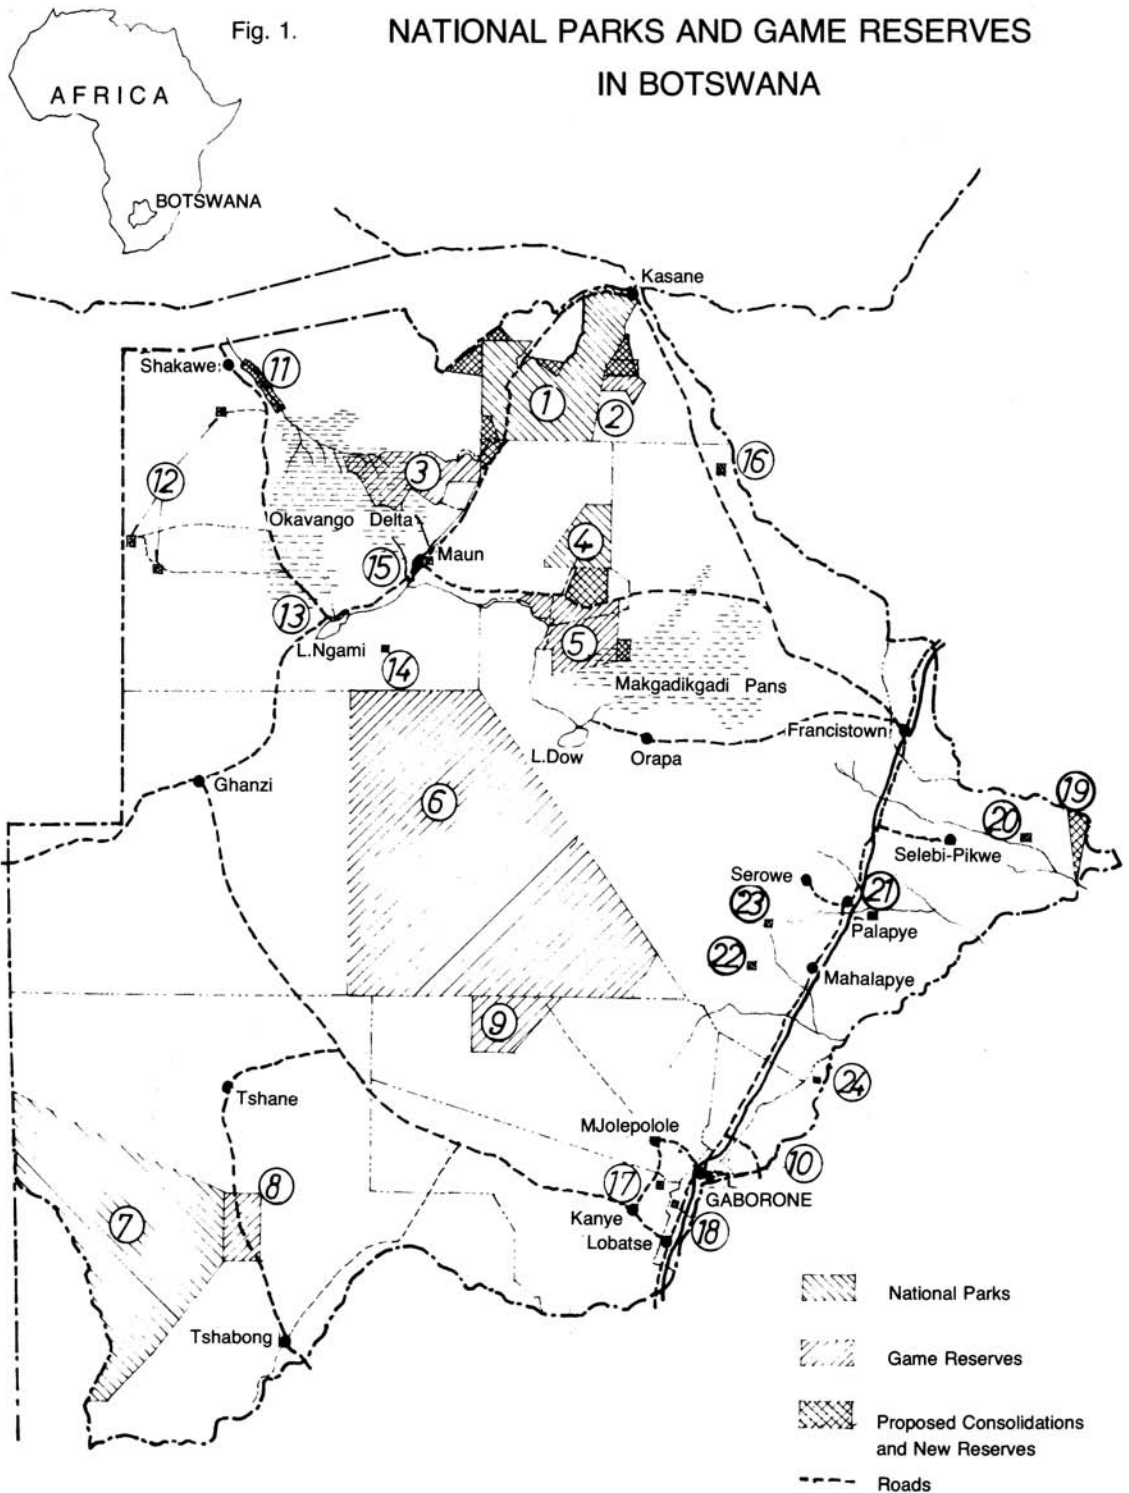 Fig. 1.
NATIONAL PARKS AND GAME RESERVES
IN BOTSWANA
AFRICA
BOTSWANA
Kasane
Shakawe
11
1
2
12
3
16
Okavango Delta
4
15
Maun
13
5
L.Ngami
14
Makgadikgadi Pans
Francistown
L.Dow
Orapa
Ghanzi
6
19
20
Selebi-Pikwe
Serowe
21
23
Palapye
22
Mahalapye
9
24
Tshane
MJolepolole
10
17
8
GABORONE
Kanye
7
18
Lobatse
Tshabong
National Parks
Game Reserves
Proposed Consolidations
and New Reserves
Roads